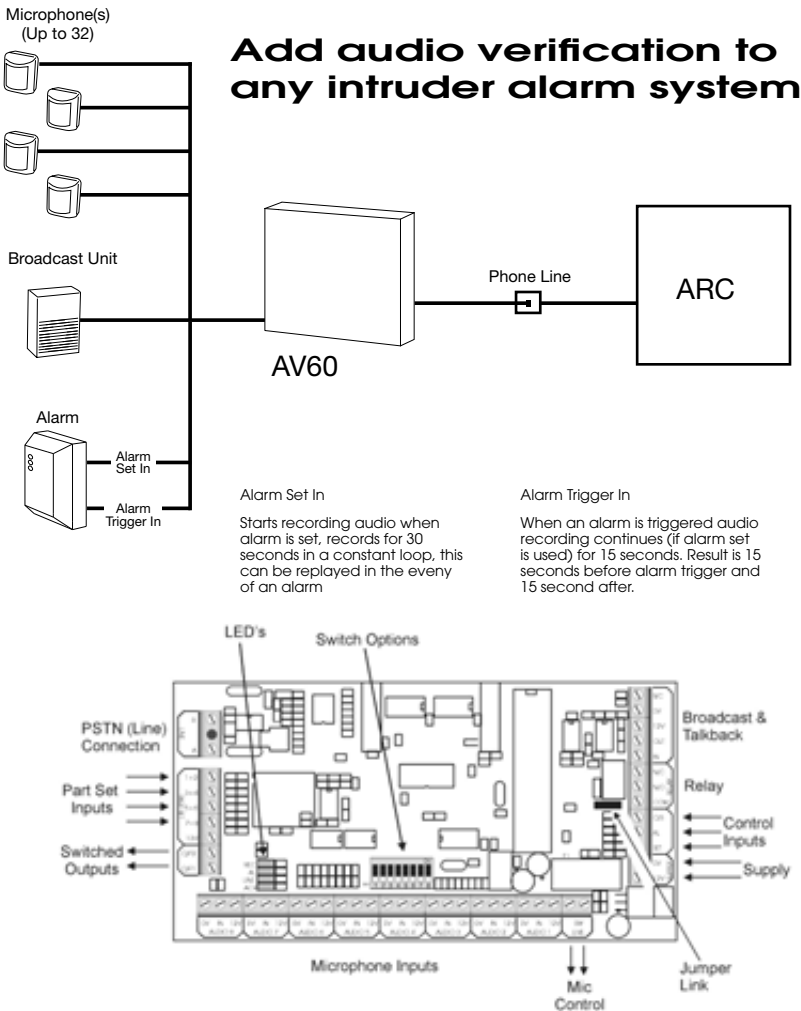 Microphone(s)
(Up to 32)
Add audio verification to
any intruder alarm system
Broadcast Unit
Phone Line
ARC
AV60
Alarm
Alarm
Set In
Alarm
Trigger In
Alarm Set In
Starts recording audio when
alarm is set, records for 30
seconds in a constant loop, this
can be replayed in the eveny
of an alarm
Alarm Trigger In
When an alarm is triggered audio
recording continues (if alarm set
is used) for 15 seconds. Result is 15
seconds before alarm trigger and
15 second after.
LED's
Switch Options
PSTN (Line)
Connection
Part Set
Inputs
Switched
Outputs
Broadcast &
Talkback
Relay
Control
Inputs
Supply
Microphone Inputs
Mic
Control
Jumper
Link